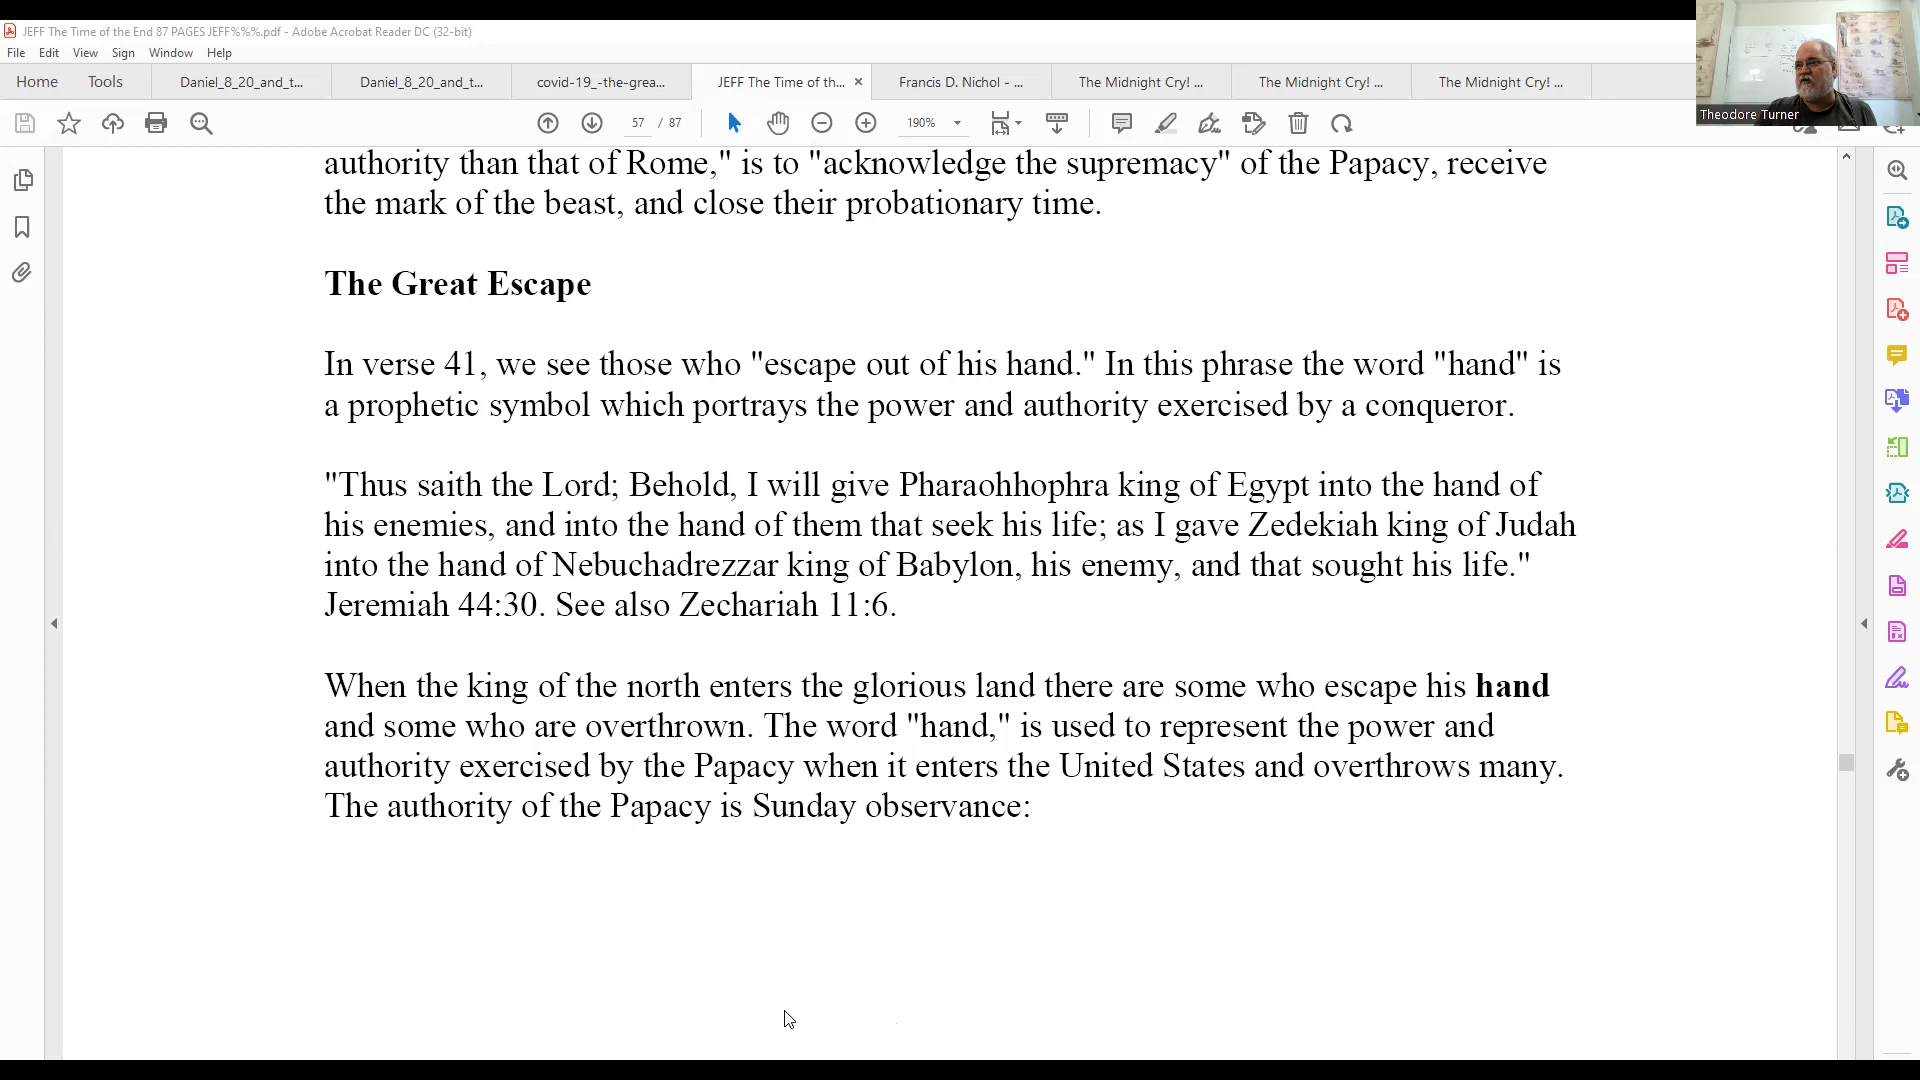 JEFF The Time of the End 87 PAGES JEFF%%%.pdf - Adobe Acrobat Reader DC (32-bit)
File Edit View Sign Window Help
Home Tools Daniel_8_20_and_t... Daniel_8_20_and_t... covid-19_-the-grea... JEFF The Time of th... × Francis D. Nichol - ... The Midnight Cry! ... The Midnight Cry! ... The Midnight Cry! ...
57 / 87 190%
Theodore Turner
authority than that of Rome," is to "acknowledge the supremacy" of the Papacy, receive
the mark of the beast, and close their probationary time.
The Great Escape
In verse 41, we see those who "escape out of his hand." In this phrase the word "hand" is
a prophetic symbol which portrays the power and authority exercised by a conqueror.
"Thus saith the Lord; Behold, I will give Pharaohhophra king of Egypt into the hand of
his enemies, and into the hand of them that seek his life; as I gave Zedekiah king of Judah
into the hand of Nebuchadrezzar king of Babylon, his enemy, and that sought his life."
Jeremiah 44:30. See also Zechariah 11:6.
When the king of the north enters the glorious land there are some who escape his hand
and some who are overthrown. The word "hand," is used to represent the power and
authority exercised by the Papacy when it enters the United States and overthrows many.
The authority of the Papacy is Sunday observance: